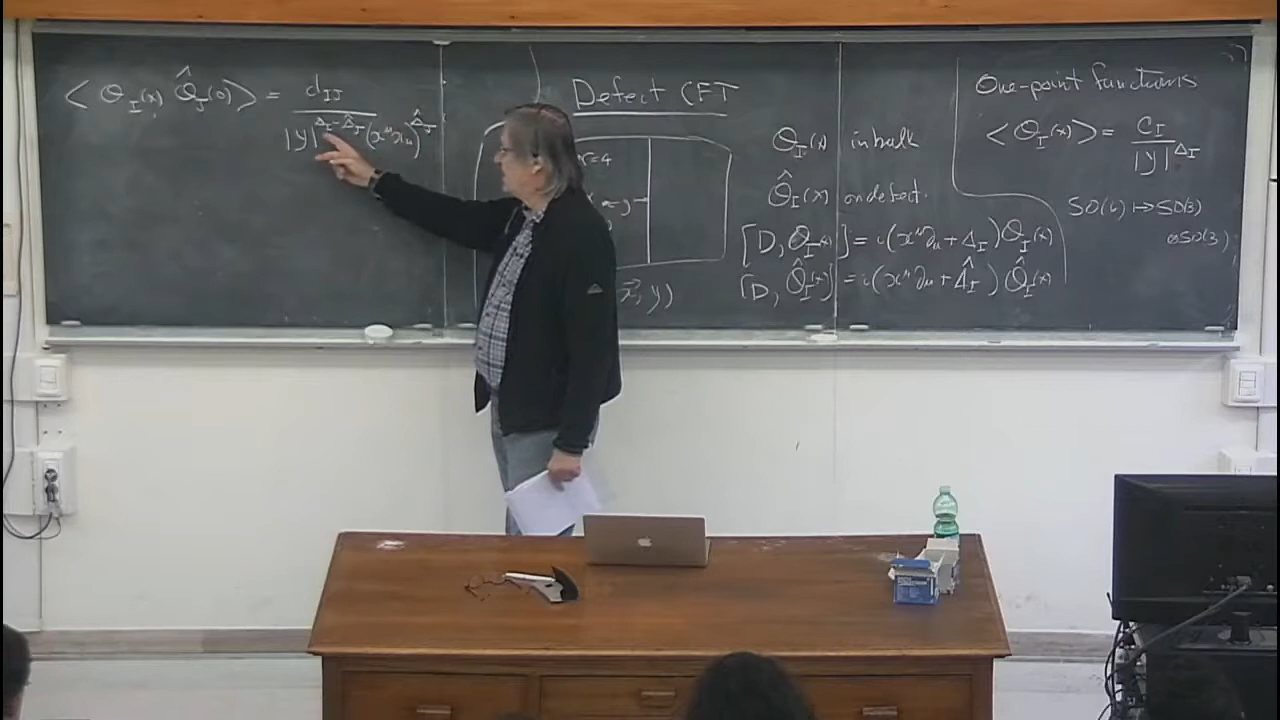 < O_I(x) Ô_J(0) > = d_IJ / |y|^{Δ_I - Δ̂_J} (x^μ x_μ)^{Δ̂_J}
Defect CFT
r=4
x, y)
O_I(x) in bulk
Ô_I(x) on defect.
[D, O_I(x)] = i(x^μ ∂_μ + Δ_I) O_I(x)
[D, Ô_I(x)] = i(x^μ ∂_μ + Δ̂_I) Ô_I(x)
One-point functions
< O_I(x) > = C_I / |y|^{Δ_I}
SO(6) ↦ SO(3)
⊗SO(3)